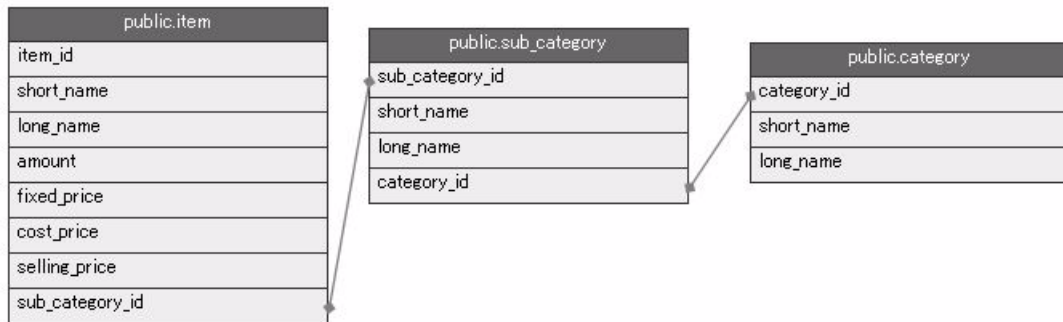 public.item
item_id
short_name
long_name
amount
fixed_price
cost_price
selling_price
sub_category_id
public.sub_category
sub_category_id
short_name
long_name
category_id
public.category
category_id
short_name
long_name